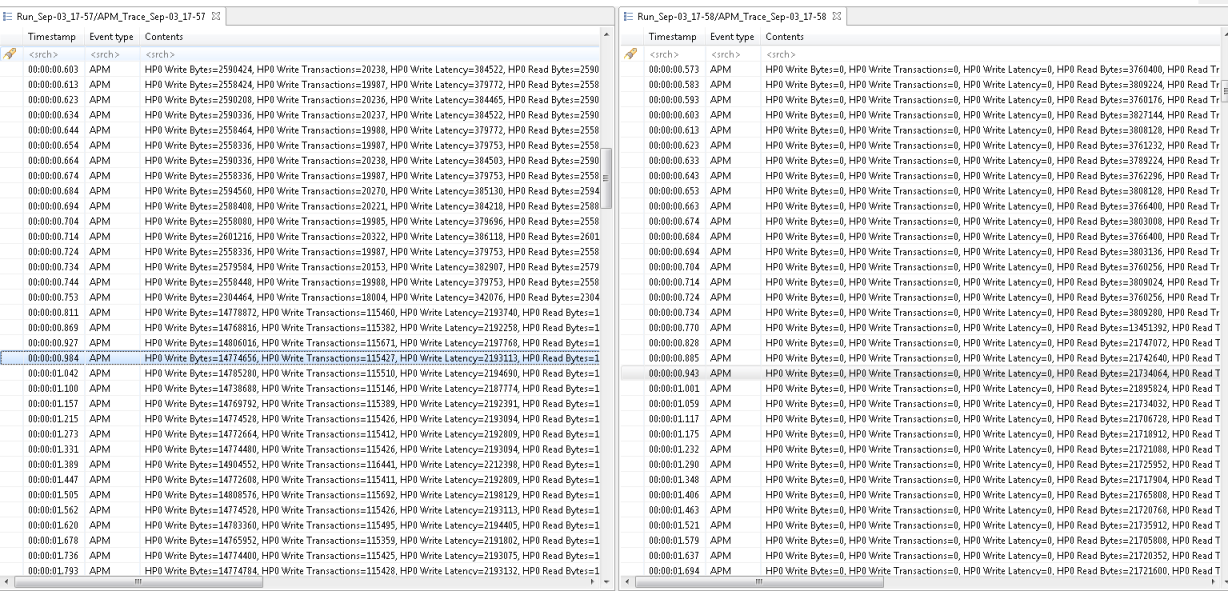 Run_Sep-03_17-57/APM_Trace_Sep-03_17-57
Timestamp Event type Contents
<srch> <srch> <srch>
00:00:00.603 APM HP0 Write Bytes=2590424, HP0 Write Transactions=20238, HP0 Write Latency=384522, HP0 Read Bytes=2590
00:00:00.613 APM HP0 Write Bytes=2558424, HP0 Write Transactions=19987, HP0 Write Latency=379772, HP0 Read Bytes=2558
00:00:00.623 APM HP0 Write Bytes=2590208, HP0 Write Transactions=20236, HP0 Write Latency=384465, HP0 Read Bytes=2590
00:00:00.634 APM HP0 Write Bytes=2590336, HP0 Write Transactions=20237, HP0 Write Latency=384522, HP0 Read Bytes=2590
00:00:00.644 APM HP0 Write Bytes=2558464, HP0 Write Transactions=19988, HP0 Write Latency=379772, HP0 Read Bytes=2558
00:00:00.654 APM HP0 Write Bytes=2558336, HP0 Write Transactions=19987, HP0 Write Latency=379753, HP0 Read Bytes=2558
00:00:00.664 APM HP0 Write Bytes=2590336, HP0 Write Transactions=20238, HP0 Write Latency=384503, HP0 Read Bytes=2590
00:00:00.674 APM HP0 Write Bytes=2558336, HP0 Write Transactions=19987, HP0 Write Latency=379753, HP0 Read Bytes=2558
00:00:00.684 APM HP0 Write Bytes=2594560, HP0 Write Transactions=20270, HP0 Write Latency=385130, HP0 Read Bytes=2594
00:00:00.694 APM HP0 Write Bytes=2588408, HP0 Write Transactions=20221, HP0 Write Latency=384218, HP0 Read Bytes=2588
00:00:00.704 APM HP0 Write Bytes=2558080, HP0 Write Transactions=19985, HP0 Write Latency=379696, HP0 Read Bytes=2558
00:00:00.714 APM HP0 Write Bytes=2601216, HP0 Write Transactions=20322, HP0 Write Latency=386118, HP0 Read Bytes=2601
00:00:00.724 APM HP0 Write Bytes=2558336, HP0 Write Transactions=19987, HP0 Write Latency=379753, HP0 Read Bytes=2558
00:00:00.734 APM HP0 Write Bytes=2579584, HP0 Write Transactions=20153, HP0 Write Latency=382907, HP0 Read Bytes=2579
00:00:00.744 APM HP0 Write Bytes=2558448, HP0 Write Transactions=19988, HP0 Write Latency=379753, HP0 Read Bytes=2558
00:00:00.753 APM HP0 Write Bytes=2304464, HP0 Write Transactions=18004, HP0 Write Latency=342076, HP0 Read Bytes=2304
00:00:00.811 APM HP0 Write Bytes=14778872, HP0 Write Transactions=115460, HP0 Write Latency=2193740, HP0 Read Bytes=1
00:00:00.869 APM HP0 Write Bytes=14768816, HP0 Write Transactions=115382, HP0 Write Latency=2192258, HP0 Read Bytes=1
00:00:00.927 APM HP0 Write Bytes=14806016, HP0 Write Transactions=115671, HP0 Write Latency=2197768, HP0 Read Bytes=1
00:00:00.984 APM HP0 Write Bytes=14774656, HP0 Write Transactions=115427, HP0 Write Latency=2193113, HP0 Read Bytes=1
00:00:01.042 APM HP0 Write Bytes=14785280, HP0 Write Transactions=115510, HP0 Write Latency=2194690, HP0 Read Bytes=1
00:00:01.100 APM HP0 Write Bytes=14738688, HP0 Write Transactions=115146, HP0 Write Latency=2187774, HP0 Read Bytes=1
00:00:01.157 APM HP0 Write Bytes=14769792, HP0 Write Transactions=115389, HP0 Write Latency=2192391, HP0 Read Bytes=1
00:00:01.215 APM HP0 Write Bytes=14774528, HP0 Write Transactions=115426, HP0 Write Latency=2193094, HP0 Read Bytes=1
00:00:01.273 APM HP0 Write Bytes=14772664, HP0 Write Transactions=115412, HP0 Write Latency=2192809, HP0 Read Bytes=1
00:00:01.331 APM HP0 Write Bytes=14774480, HP0 Write Transactions=115426, HP0 Write Latency=2193094, HP0 Read Bytes=1
00:00:01.389 APM HP0 Write Bytes=14904552, HP0 Write Transactions=116441, HP0 Write Latency=2212398, HP0 Read Bytes=1
00:00:01.447 APM HP0 Write Bytes=14772608, HP0 Write Transactions=115411, HP0 Write Latency=2192809, HP0 Read Bytes=1
00:00:01.505 APM HP0 Write Bytes=14808576, HP0 Write Transactions=115692, HP0 Write Latency=2198129, HP0 Read Bytes=1
00:00:01.562 APM HP0 Write Bytes=14774528, HP0 Write Transactions=115426, HP0 Write Latency=2193113, HP0 Read Bytes=1
00:00:01.620 APM HP0 Write Bytes=14783360, HP0 Write Transactions=115495, HP0 Write Latency=2194405, HP0 Read Bytes=1
00:00:01.678 APM HP0 Write Bytes=14765952, HP0 Write Transactions=115359, HP0 Write Latency=2191802, HP0 Read Bytes=1
00:00:01.736 APM HP0 Write Bytes=14774400, HP0 Write Transactions=115425, HP0 Write Latency=2193075, HP0 Read Bytes=1
00:00:01.793 APM HP0 Write Bytes=14774784, HP0 Write Transactions=115428, HP0 Write Latency=2193132, HP0 Read Bytes=1
Run_Sep-03_17-58/APM_Trace_Sep-03_17-58
Timestamp Event type Contents
<srch> <srch> <srch>
00:00:00.573 APM HP0 Write Bytes=0, HP0 Write Transactions=0, HP0 Write Latency=0, HP0 Read Bytes=3760400, HP0 Read Tr
00:00:00.583 APM HP0 Write Bytes=0, HP0 Write Transactions=0, HP0 Write Latency=0, HP0 Read Bytes=3809224, HP0 Read Tr
00:00:00.593 APM HP0 Write Bytes=0, HP0 Write Transactions=0, HP0 Write Latency=0, HP0 Read Bytes=3760176, HP0 Read Tr
00:00:00.603 APM HP0 Write Bytes=0, HP0 Write Transactions=0, HP0 Write Latency=0, HP0 Read Bytes=3827144, HP0 Read Tr
00:00:00.613 APM HP0 Write Bytes=0, HP0 Write Transactions=0, HP0 Write Latency=0, HP0 Read Bytes=3808128, HP0 Read Tr
00:00:00.623 APM HP0 Write Bytes=0, HP0 Write Transactions=0, HP0 Write Latency=0, HP0 Read Bytes=3761232, HP0 Read Tr
00:00:00.633 APM HP0 Write Bytes=0, HP0 Write Transactions=0, HP0 Write Latency=0, HP0 Read Bytes=3789224, HP0 Read Tr
00:00:00.643 APM HP0 Write Bytes=0, HP0 Write Transactions=0, HP0 Write Latency=0, HP0 Read Bytes=3762296, HP0 Read Tr
00:00:00.653 APM HP0 Write Bytes=0, HP0 Write Transactions=0, HP0 Write Latency=0, HP0 Read Bytes=3808128, HP0 Read Tr
00:00:00.663 APM HP0 Write Bytes=0, HP0 Write Transactions=0, HP0 Write Latency=0, HP0 Read Bytes=3766400, HP0 Read Tr
00:00:00.674 APM HP0 Write Bytes=0, HP0 Write Transactions=0, HP0 Write Latency=0, HP0 Read Bytes=3803008, HP0 Read Tr
00:00:00.684 APM HP0 Write Bytes=0, HP0 Write Transactions=0, HP0 Write Latency=0, HP0 Read Bytes=3766400, HP0 Read Tr
00:00:00.694 APM HP0 Write Bytes=0, HP0 Write Transactions=0, HP0 Write Latency=0, HP0 Read Bytes=3803136, HP0 Read Tr
00:00:00.704 APM HP0 Write Bytes=0, HP0 Write Transactions=0, HP0 Write Latency=0, HP0 Read Bytes=3760256, HP0 Read Tr
00:00:00.714 APM HP0 Write Bytes=0, HP0 Write Transactions=0, HP0 Write Latency=0, HP0 Read Bytes=3809024, HP0 Read Tr
00:00:00.724 APM HP0 Write Bytes=0, HP0 Write Transactions=0, HP0 Write Latency=0, HP0 Read Bytes=3760256, HP0 Read Tr
00:00:00.734 APM HP0 Write Bytes=0, HP0 Write Transactions=0, HP0 Write Latency=0, HP0 Read Bytes=3809280, HP0 Read Tr
00:00:00.770 APM HP0 Write Bytes=0, HP0 Write Transactions=0, HP0 Write Latency=0, HP0 Read Bytes=13451392, HP0 Read T
00:00:00.828 APM HP0 Write Bytes=0, HP0 Write Transactions=0, HP0 Write Latency=0, HP0 Read Bytes=21747072, HP0 Read T
00:00:00.885 APM HP0 Write Bytes=0, HP0 Write Transactions=0, HP0 Write Latency=0, HP0 Read Bytes=21742640, HP0 Read T
00:00:00.943 APM HP0 Write Bytes=0, HP0 Write Transactions=0, HP0 Write Latency=0, HP0 Read Bytes=21734064, HP0 Read T
00:00:01.001 APM HP0 Write Bytes=0, HP0 Write Transactions=0, HP0 Write Latency=0, HP0 Read Bytes=21895824, HP0 Read T
00:00:01.059 APM HP0 Write Bytes=0, HP0 Write Transactions=0, HP0 Write Latency=0, HP0 Read Bytes=21734032, HP0 Read T
00:00:01.117 APM HP0 Write Bytes=0, HP0 Write Transactions=0, HP0 Write Latency=0, HP0 Read Bytes=21706728, HP0 Read T
00:00:01.175 APM HP0 Write Bytes=0, HP0 Write Transactions=0, HP0 Write Latency=0, HP0 Read Bytes=21718912, HP0 Read T
00:00:01.232 APM HP0 Write Bytes=0, HP0 Write Transactions=0, HP0 Write Latency=0, HP0 Read Bytes=21721088, HP0 Read T
00:00:01.290 APM HP0 Write Bytes=0, HP0 Write Transactions=0, HP0 Write Latency=0, HP0 Read Bytes=21725952, HP0 Read T
00:00:01.348 APM HP0 Write Bytes=0, HP0 Write Transactions=0, HP0 Write Latency=0, HP0 Read Bytes=21717904, HP0 Read T
00:00:01.406 APM HP0 Write Bytes=0, HP0 Write Transactions=0, HP0 Write Latency=0, HP0 Read Bytes=21765808, HP0 Read T
00:00:01.463 APM HP0 Write Bytes=0, HP0 Write Transactions=0, HP0 Write Latency=0, HP0 Read Bytes=21720768, HP0 Read T
00:00:01.521 APM HP0 Write Bytes=0, HP0 Write Transactions=0, HP0 Write Latency=0, HP0 Read Bytes=21735912, HP0 Read T
00:00:01.579 APM HP0 Write Bytes=0, HP0 Write Transactions=0, HP0 Write Latency=0, HP0 Read Bytes=21705808, HP0 Read T
00:00:01.637 APM HP0 Write Bytes=0, HP0 Write Transactions=0, HP0 Write Latency=0, HP0 Read Bytes=21720352, HP0 Read T
00:00:01.694 APM HP0 Write Bytes=0, HP0 Write Transactions=0, HP0 Write Latency=0, HP0 Read Bytes=21721600, HP0 Read T